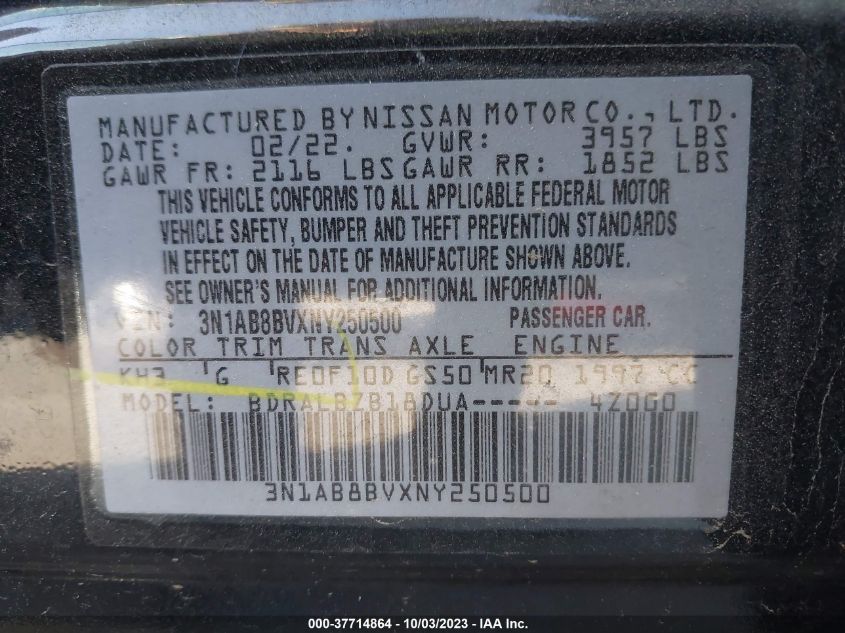 MANUFACTURED BY NISSAN MOTOR CO., LTD.
DATE: 02/22. GVWR: 3957 LBS
GAWR FR: 2116 LBS GAWR RR: 1852 LBS
THIS VEHICLE CONFORMS TO ALL APPLICABLE FEDERAL MOTOR
VEHICLE SAFETY, BUMPER AND THEFT PREVENTION STANDARDS
IN EFFECT ON THE DATE OF MANUFACTURE SHOWN ABOVE.
SEE OWNER'S MANUAL FOR ADDITIONAL INFORMATION.
VIN: 3N1AB8BVXNY250500 PASSENGER CAR.
COLOR TRIM TRANS AXLE ENGINE
KH3 G RE0F10D GS50 MR20 1997 CC
MODEL: BDRALBZB18DUA----- 4Z0G0
3N1AB8BVXNY250500
000-37714864 - 10/03/2023 - IAA Inc.